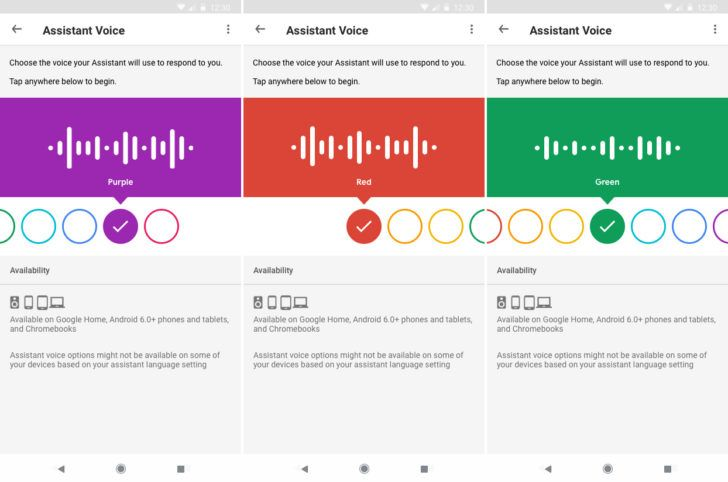 12:30
Assistant Voice
Choose the voice your Assistant will use to respond to you.
Tap anywhere below to begin.
Purple
Availability
Available on Google Home, Android 6.0+ phones and tablets,
and Chromebooks
Assistant voice options might not be available on some of
your devices based on your assistant language setting
12:30
Assistant Voice
Choose the voice your Assistant will use to respond to you.
Tap anywhere below to begin.
Red
Availability
Available on Google Home, Android 6.0+ phones and tablets,
and Chromebooks
Assistant voice options might not be available on some of
your devices based on your assistant language setting
12:30
Assistant Voice
Choose the voice your Assistant will use to respond to you.
Tap anywhere below to begin.
Green
Availability
Available on Google Home, Android 6.0+ phones and tablets,
and Chromebooks
Assistant voice options might not be available on some of
your devices based on your assistant language setting